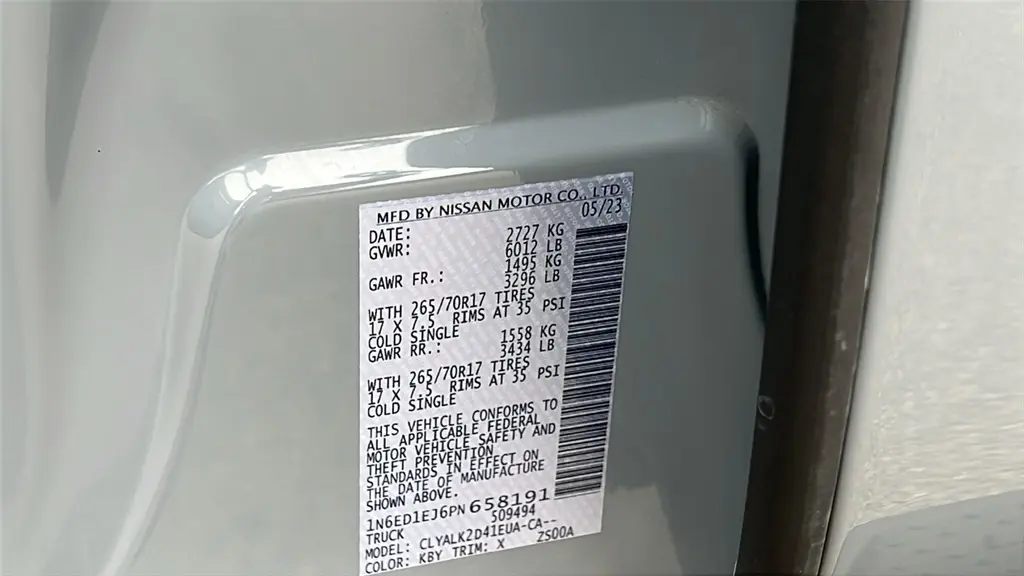 MFD BY NISSAN MOTOR CO., LTD.
DATE: 05/23
GVWR: 2727 KG
6012 LB
GAWR FR.: 1495 KG
3296 LB
WITH 265/70R17 TIRES
17 X 7.5 RIMS AT 35 PSI
COLD SINGLE
GAWR RR.: 1558 KG
3434 LB
WITH 265/70R17 TIRES
17 X 7.5 RIMS AT 35 PSI
COLD SINGLE
THIS VEHICLE CONFORMS TO
ALL APPLICABLE FEDERAL
MOTOR VEHICLE SAFETY AND
THEFT PREVENTION
STANDARDS IN EFFECT ON
THE DATE OF MANUFACTURE
SHOWN ABOVE.
1N6ED1EJ6PN658191
TRUCK 509494
MODEL: CLYALK2D41EUA-CA--
COLOR: KBY TRIM: X ZS00A